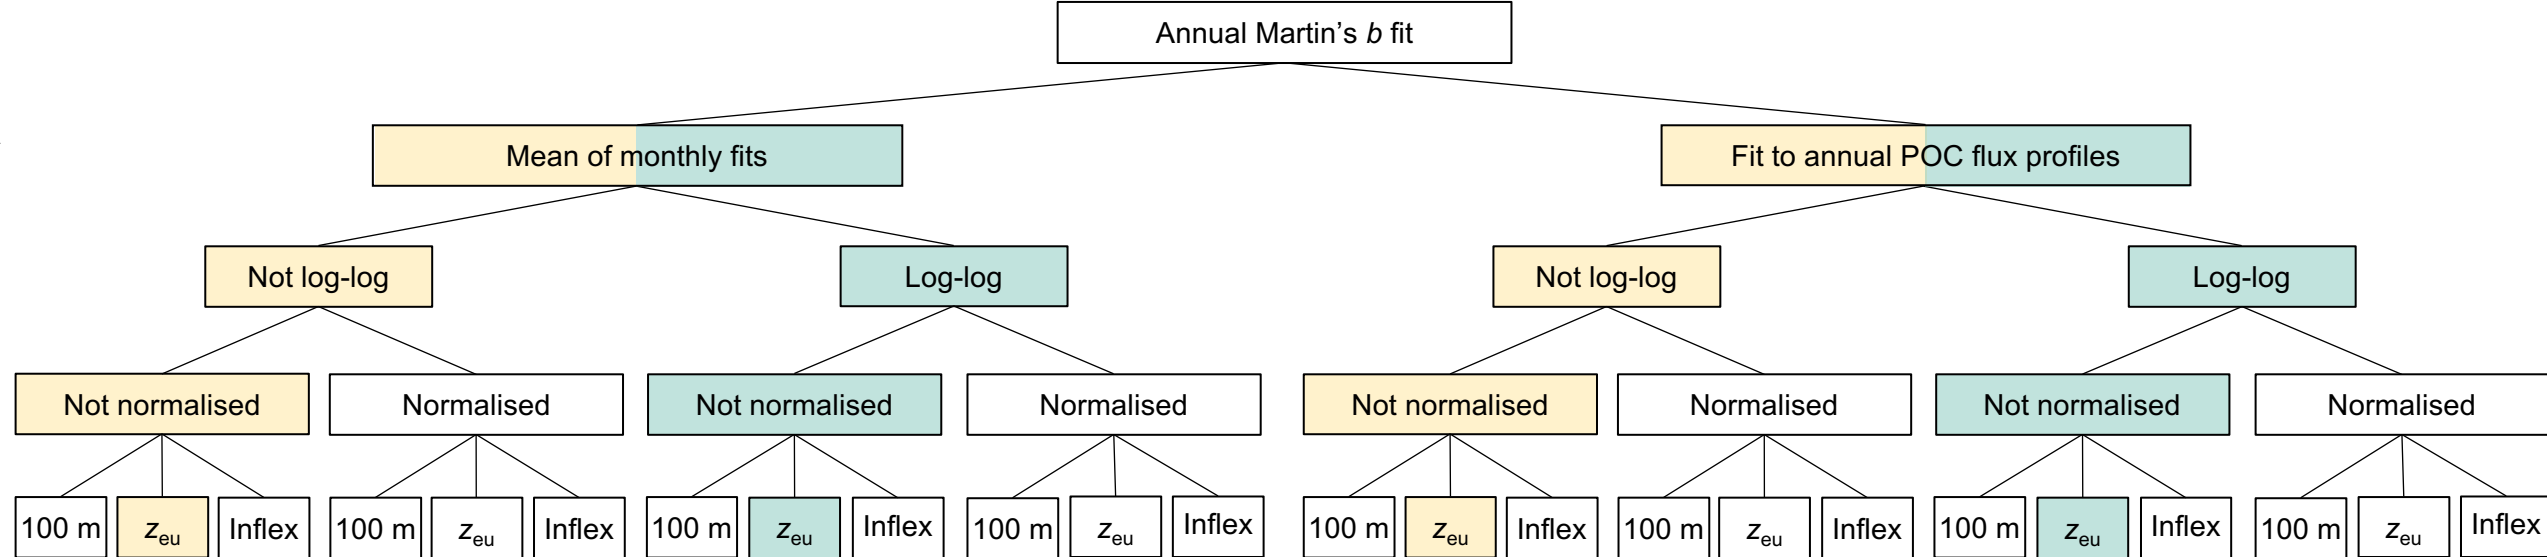 Annual Martin's b fit
Mean of monthly fits
Fit to annual POC flux profiles
Not log-log
Log-log
Not log-log
Log-log
Not normalised
Normalised
Not normalised
Normalised
Not normalised
Normalised
Not normalised
Normalised
100 m
zeu
Inflex
100 m
zeu
Inflex
100 m
zeu
Inflex
100 m
zeu
Inflex
100 m
zeu
Inflex
100 m
zeu
Inflex
100 m
zeu
Inflex
100 m
zeu
Inflex